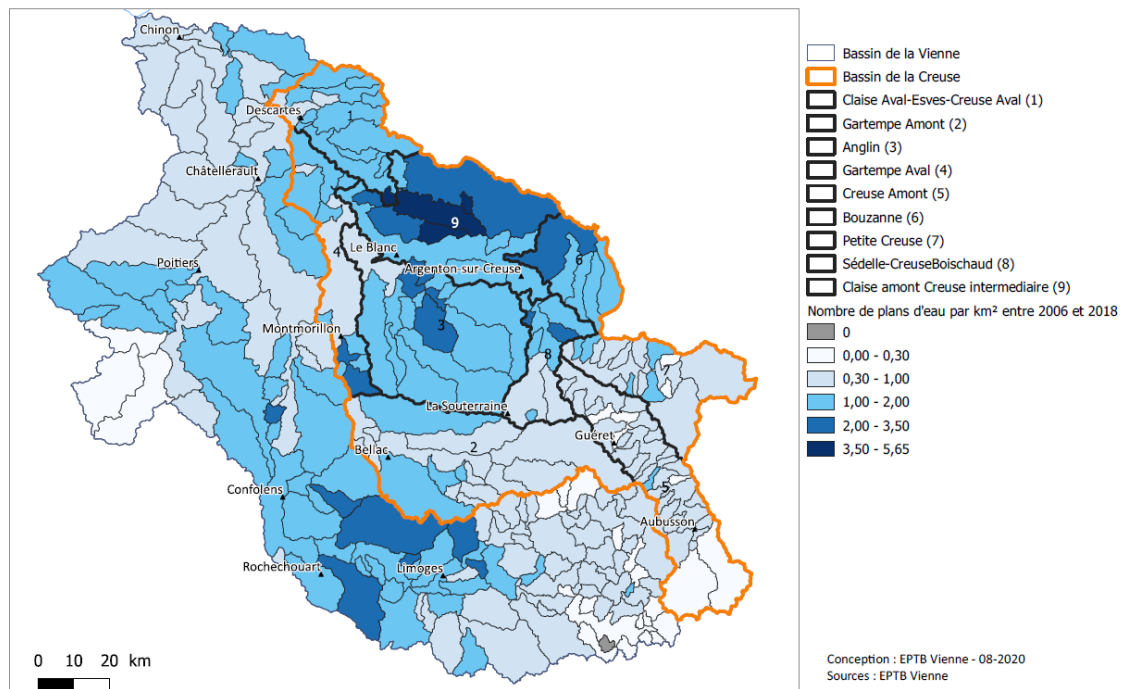 Chinon
Descartes
1
Châtellerault
9
4
Le Blanc
6
Poitiers
Argenton-sur-Creuse
Montmorillon
3
8
7
La Souterraine
Guéret
2
Bellac
5
Confolens
Aubusson
Rochechouart
Limoges
0 10 20 km
Bassin de la Vienne
Bassin de la Creuse
Claise Aval-Esves-Creuse Aval (1)
Gartempe Amont (2)
Anglin (3)
Gartempe Aval (4)
Creuse Amont (5)
Bouzanne (6)
Petite Creuse (7)
Sédelle-CreuseBoischaud (8)
Claise amont Creuse intermediaire (9)
Nombre de plans d'eau par km² entre 2006 et 2018
0
0,00 - 0,30
0,30 - 1,00
1,00 - 2,00
2,00 - 3,50
3,50 - 5,65
Conception : EPTB Vienne - 08-2020
Sources : EPTB Vienne